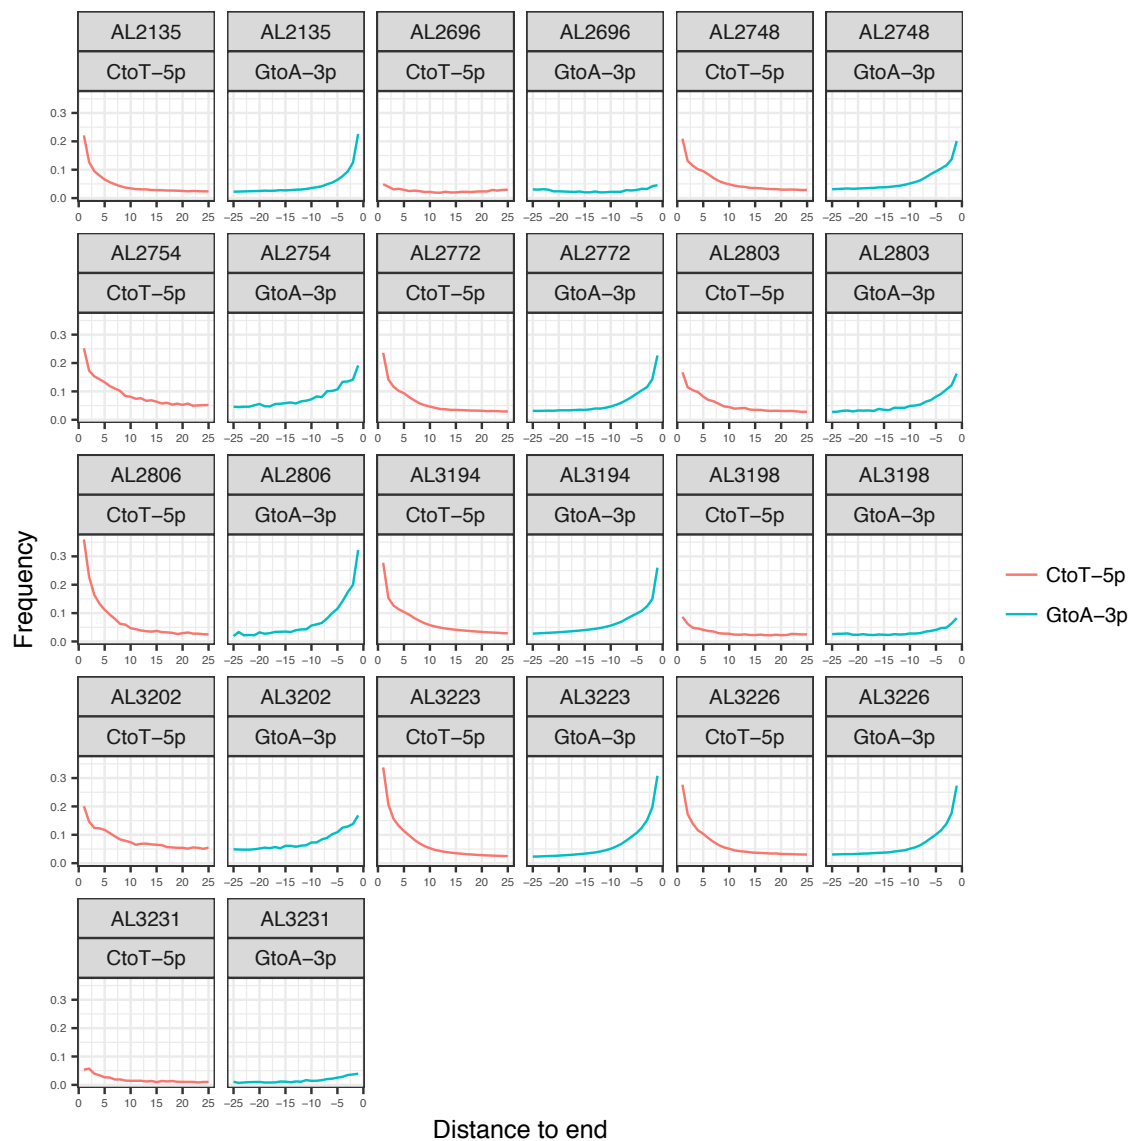 AL2135 AL2135 AL2696 AL2696 AL2748 AL2748
CtoT−5p GtoA−3p CtoT−5p GtoA−3p CtoT−5p GtoA−3p
0.3
0.2
0.1
0.0
0 5 10 15 20 25 −25 −20 −15 −10 −5 0 0 5 10 15 20 25 −25 −20 −15 −10 −5 0 0 5 10 15 20 25 −25 −20 −15 −10 −5 0
AL2754 AL2754 AL2772 AL2772 AL2803 AL2803
CtoT−5p GtoA−3p CtoT−5p GtoA−3p CtoT−5p GtoA−3p
0.3
0.2
0.1
0.0
0 5 10 15 20 25 −25 −20 −15 −10 −5 0 0 5 10 15 20 25 −25 −20 −15 −10 −5 0 0 5 10 15 20 25 −25 −20 −15 −10 −5 0
AL2806 AL2806 AL3194 AL3194 AL3198 AL3198
CtoT−5p GtoA−3p CtoT−5p GtoA−3p CtoT−5p GtoA−3p
0.3
0.2
0.1
0.0
0 5 10 15 20 25 −25 −20 −15 −10 −5 0 0 5 10 15 20 25 −25 −20 −15 −10 −5 0 0 5 10 15 20 25 −25 −20 −15 −10 −5 0
Frequency
CtoT−5p
GtoA−3p
AL3202 AL3202 AL3223 AL3223 AL3226 AL3226
CtoT−5p GtoA−3p CtoT−5p GtoA−3p CtoT−5p GtoA−3p
0.3
0.2
0.1
0.0
0 5 10 15 20 25 −25 −20 −15 −10 −5 0 0 5 10 15 20 25 −25 −20 −15 −10 −5 0 0 5 10 15 20 25 −25 −20 −15 −10 −5 0
AL3231 AL3231
CtoT−5p GtoA−3p
0.3
0.2
0.1
0.0
0 5 10 15 20 25 −25 −20 −15 −10 −5 0
Distance to end